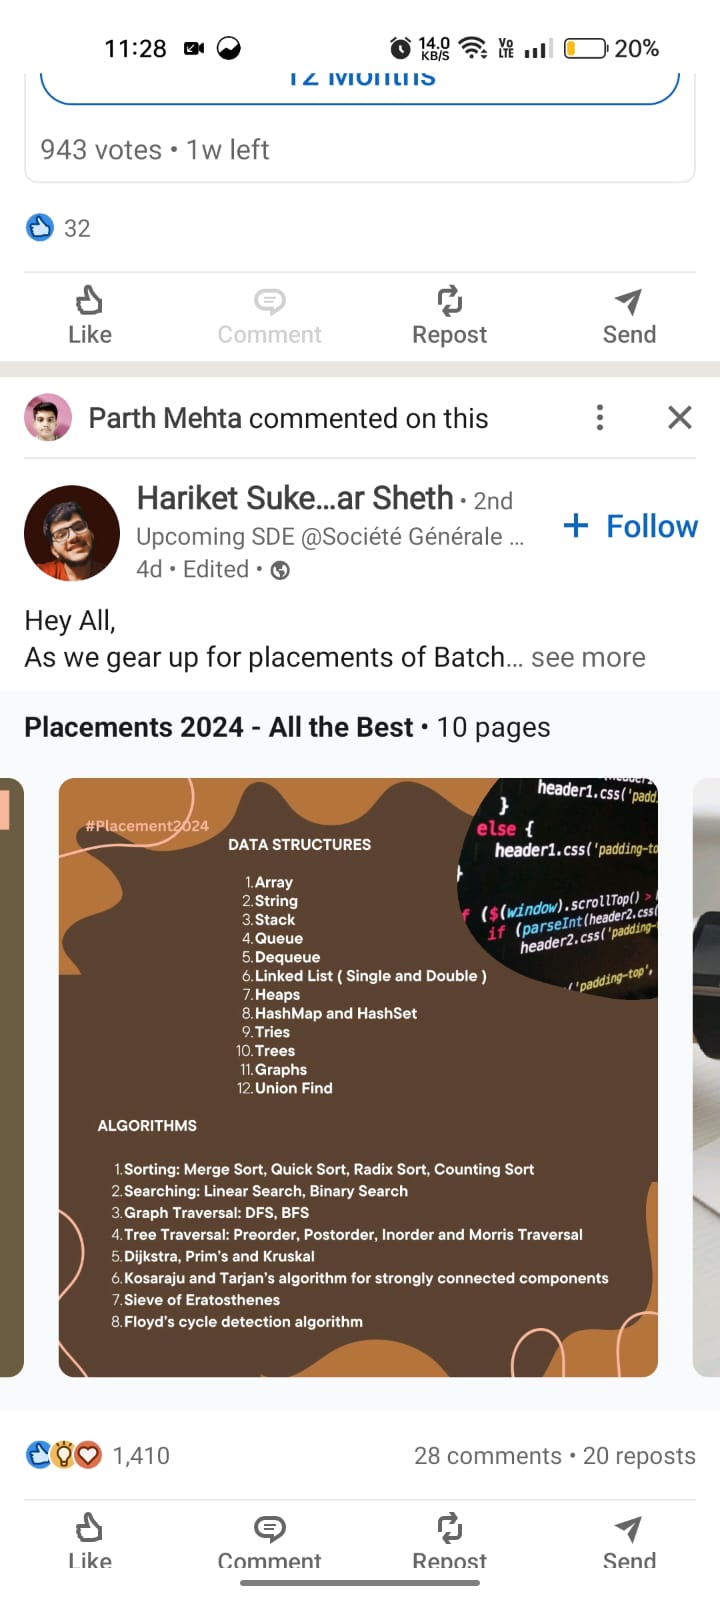 11:28 14.0 KB/S Vo LTE 20%
12 Months
943 votes • 1w left
32
Like Comment Repost Send
Parth Mehta commented on this
Hariket Suke...ar Sheth • 2nd
Upcoming SDE @Société Générale ...
+ Follow
4d • Edited •
Hey All,
As we gear up for placements of Batch... see more
Placements 2024 - All the Best • 10 pages
#Placement2024
DATA STRUCTURES
1. Array
2. String
3. Stack
4. Queue
5. Dequeue
6. Linked List ( Single and Double )
7. Heaps
8. HashMap and HashSet
9. Tries
10. Trees
11. Graphs
12. Union Find
header1.css('padd
}
else {
header1.css('padding-to
}
f ($(window).scrollTop() >
if (parseInt(header2.css(
header2.css('padding-
('padding-top',
ALGORITHMS
1. Sorting: Merge Sort, Quick Sort, Radix Sort, Counting Sort
2. Searching: Linear Search, Binary Search
3. Graph Traversal: DFS, BFS
4. Tree Traversal: Preorder, Postorder, Inorder and Morris Traversal
5. Dijkstra, Prim's and Kruskal
6. Kosaraju and Tarjan's algorithm for strongly connected components
7. Sieve of Eratosthenes
8. Floyd's cycle detection algorithm
1,410
28 comments • 20 reposts
Like Comment Repost Send